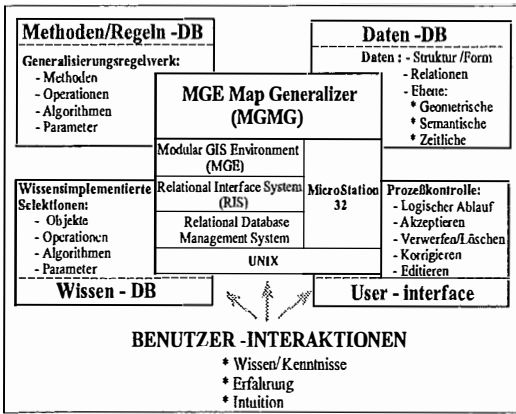 Methoden/Regeln -DB
Generalisierungsregelwerk:
- Methoden
- Operationen
- Algorithmen
- Parameter
Daten -DB
Daten : - Struktur /Form
- Relationen
- Ebene:
* Geometrische
* Semantische
* Zeitliche
MGE Map Generalizer
(MGMG)
Modular GIS Environment
(MGE)
Relational Interface System
(RIS)
Relational Database
Management System
MicroStation
32
UNIX
Wissensimplementierte
Selektionen:
- Objekte
- Operationen
- Algorithmen
- Parameter
Wissen - DB
Prozeßkontrolle:
- Logischer Ablauf
- Akzeptieren
- Verwerfen/Löschen
- Korrigieren
- Editieren
User - interface
BENUTZER -INTERAKTIONEN
* Wissen/Kenntnisse
* Erfahrung
* Intuition